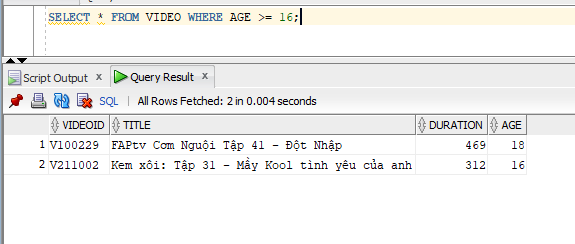 SELECT * FROM VIDEO WHERE AGE >= 16;
Script Output x Query Result x
SQL | All Rows Fetched: 2 in 0.004 seconds
VIDEOID TITLE DURATION AGE
1 V100229 FAPtv Cơm Nguội Tập 41 - Đột Nhập 469 18
2 V211002 Kem xôi: Tập 31 - Mẩy Kool tình yêu của anh 312 16